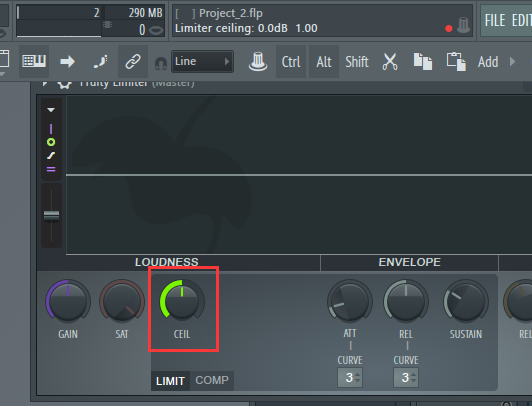 2 290 MB
0
[ ] Project_2.flp
Limiter ceiling: 0.0dB 1.00
FILE EDI
Line
Ctrl Alt Shift Add
Fruity Limiter (Master)
LOUDNESS ENVELOPE
GAIN SAT CEIL ATT REL SUSTAIN REL
CURVE CURVE
3 3
LIMIT COMP